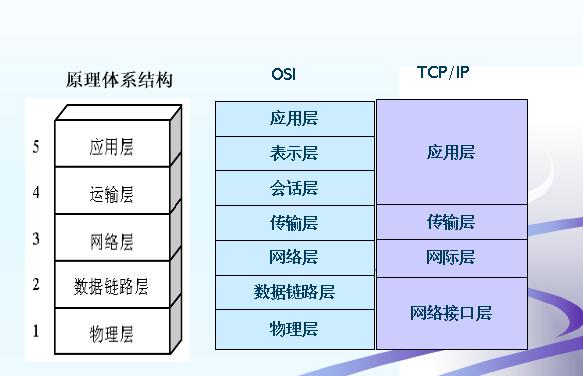 原理体系结构
5 应用层
4 运输层
3 网络层
2 数据链路层
1 物理层
OSI
应用层
表示层
会话层
传输层
网络层
数据链路层
物理层
TCP/IP
应用层
传输层
网际层
网络接口层